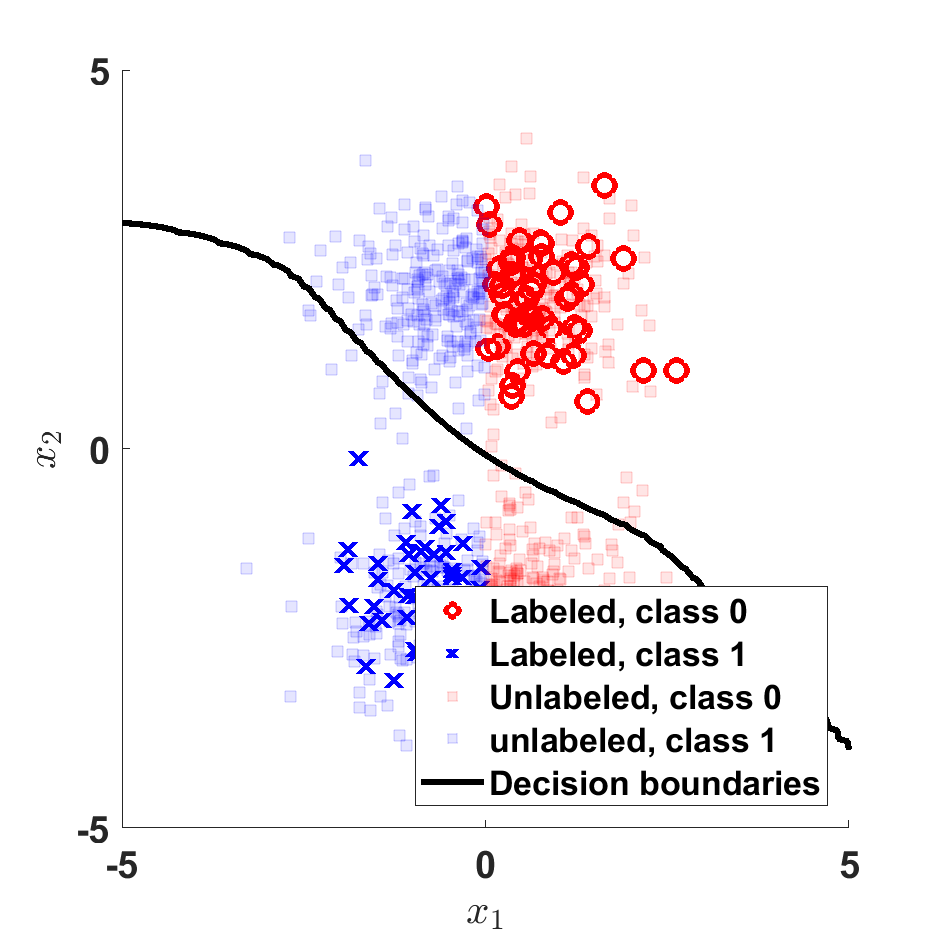 5
0
-5
-5
0
5
x₂
x₁
Labeled, class 0
Labeled, class 1
Unlabeled, class 0
unlabeled, class 1
Decision boundaries